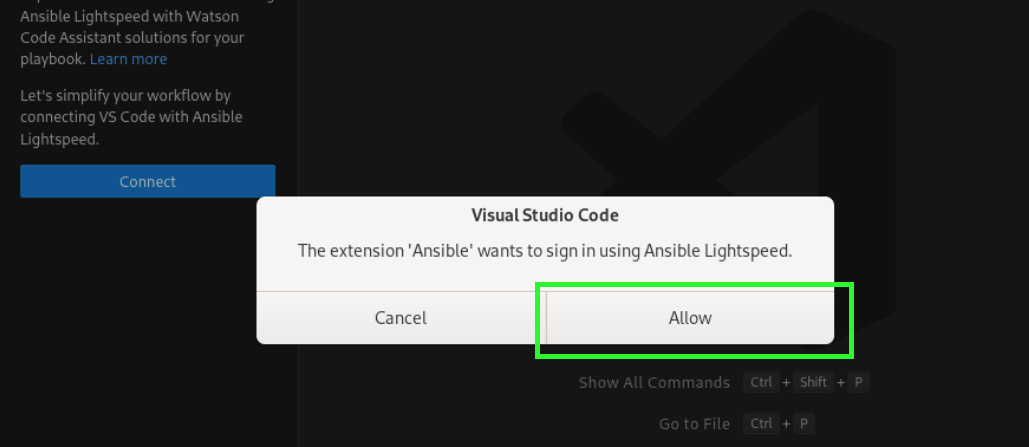 Ansible Lightspeed with Watson
Code Assistant solutions for your
playbook. Learn more
Let's simplify your workflow by
connecting VS Code with Ansible
Lightspeed.
Connect
Visual Studio Code
The extension 'Ansible' wants to sign in using Ansible Lightspeed.
Cancel Allow
Show All Commands Ctrl + Shift + P
Go to File Ctrl + P